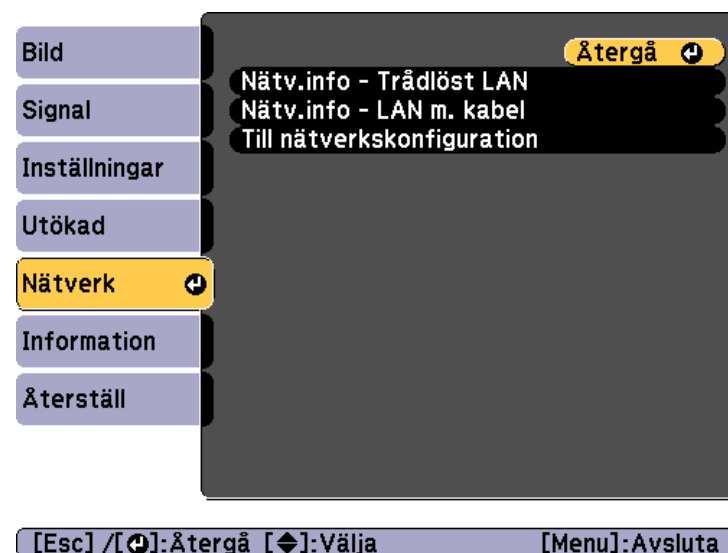 Bild
Signal
Inställningar
Utökad
Nätverk
Information
Återställ
Återgå
Nätv.info - Trådlöst LAN
Nätv.info - LAN m. kabel
Till nätverkskonfiguration
[Esc] /[⏎]:Återgå [◆]:Välja [Menu]:Avsluta